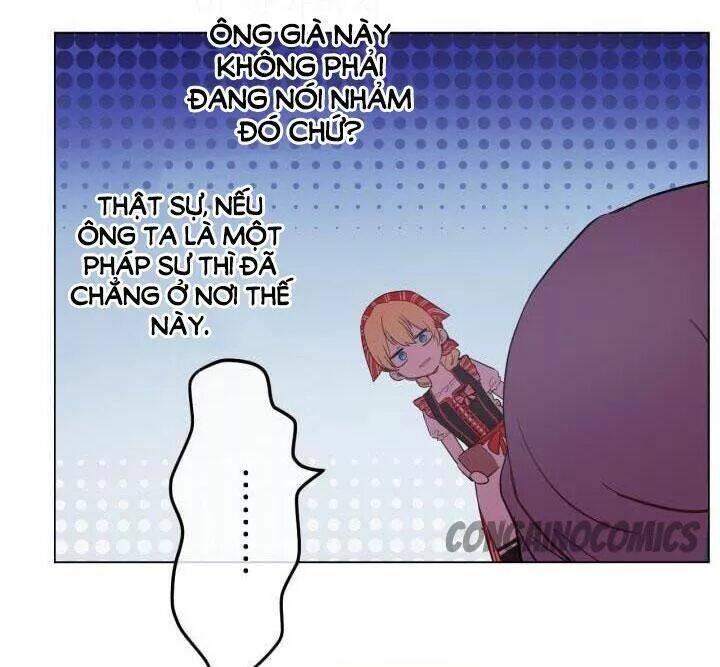 ÔNG GIÀ NÀY
KHÔNG PHẢI
ĐANG NÓI NHẢM
ĐÓ CHỨ?
THẬT SỰ, NẾU
ÔNG TA LÀ MỘT
PHÁP SƯ THÌ ĐÃ
CHẲNG Ở NƠI THẾ
NÀY.
CONGAINOCOMICS